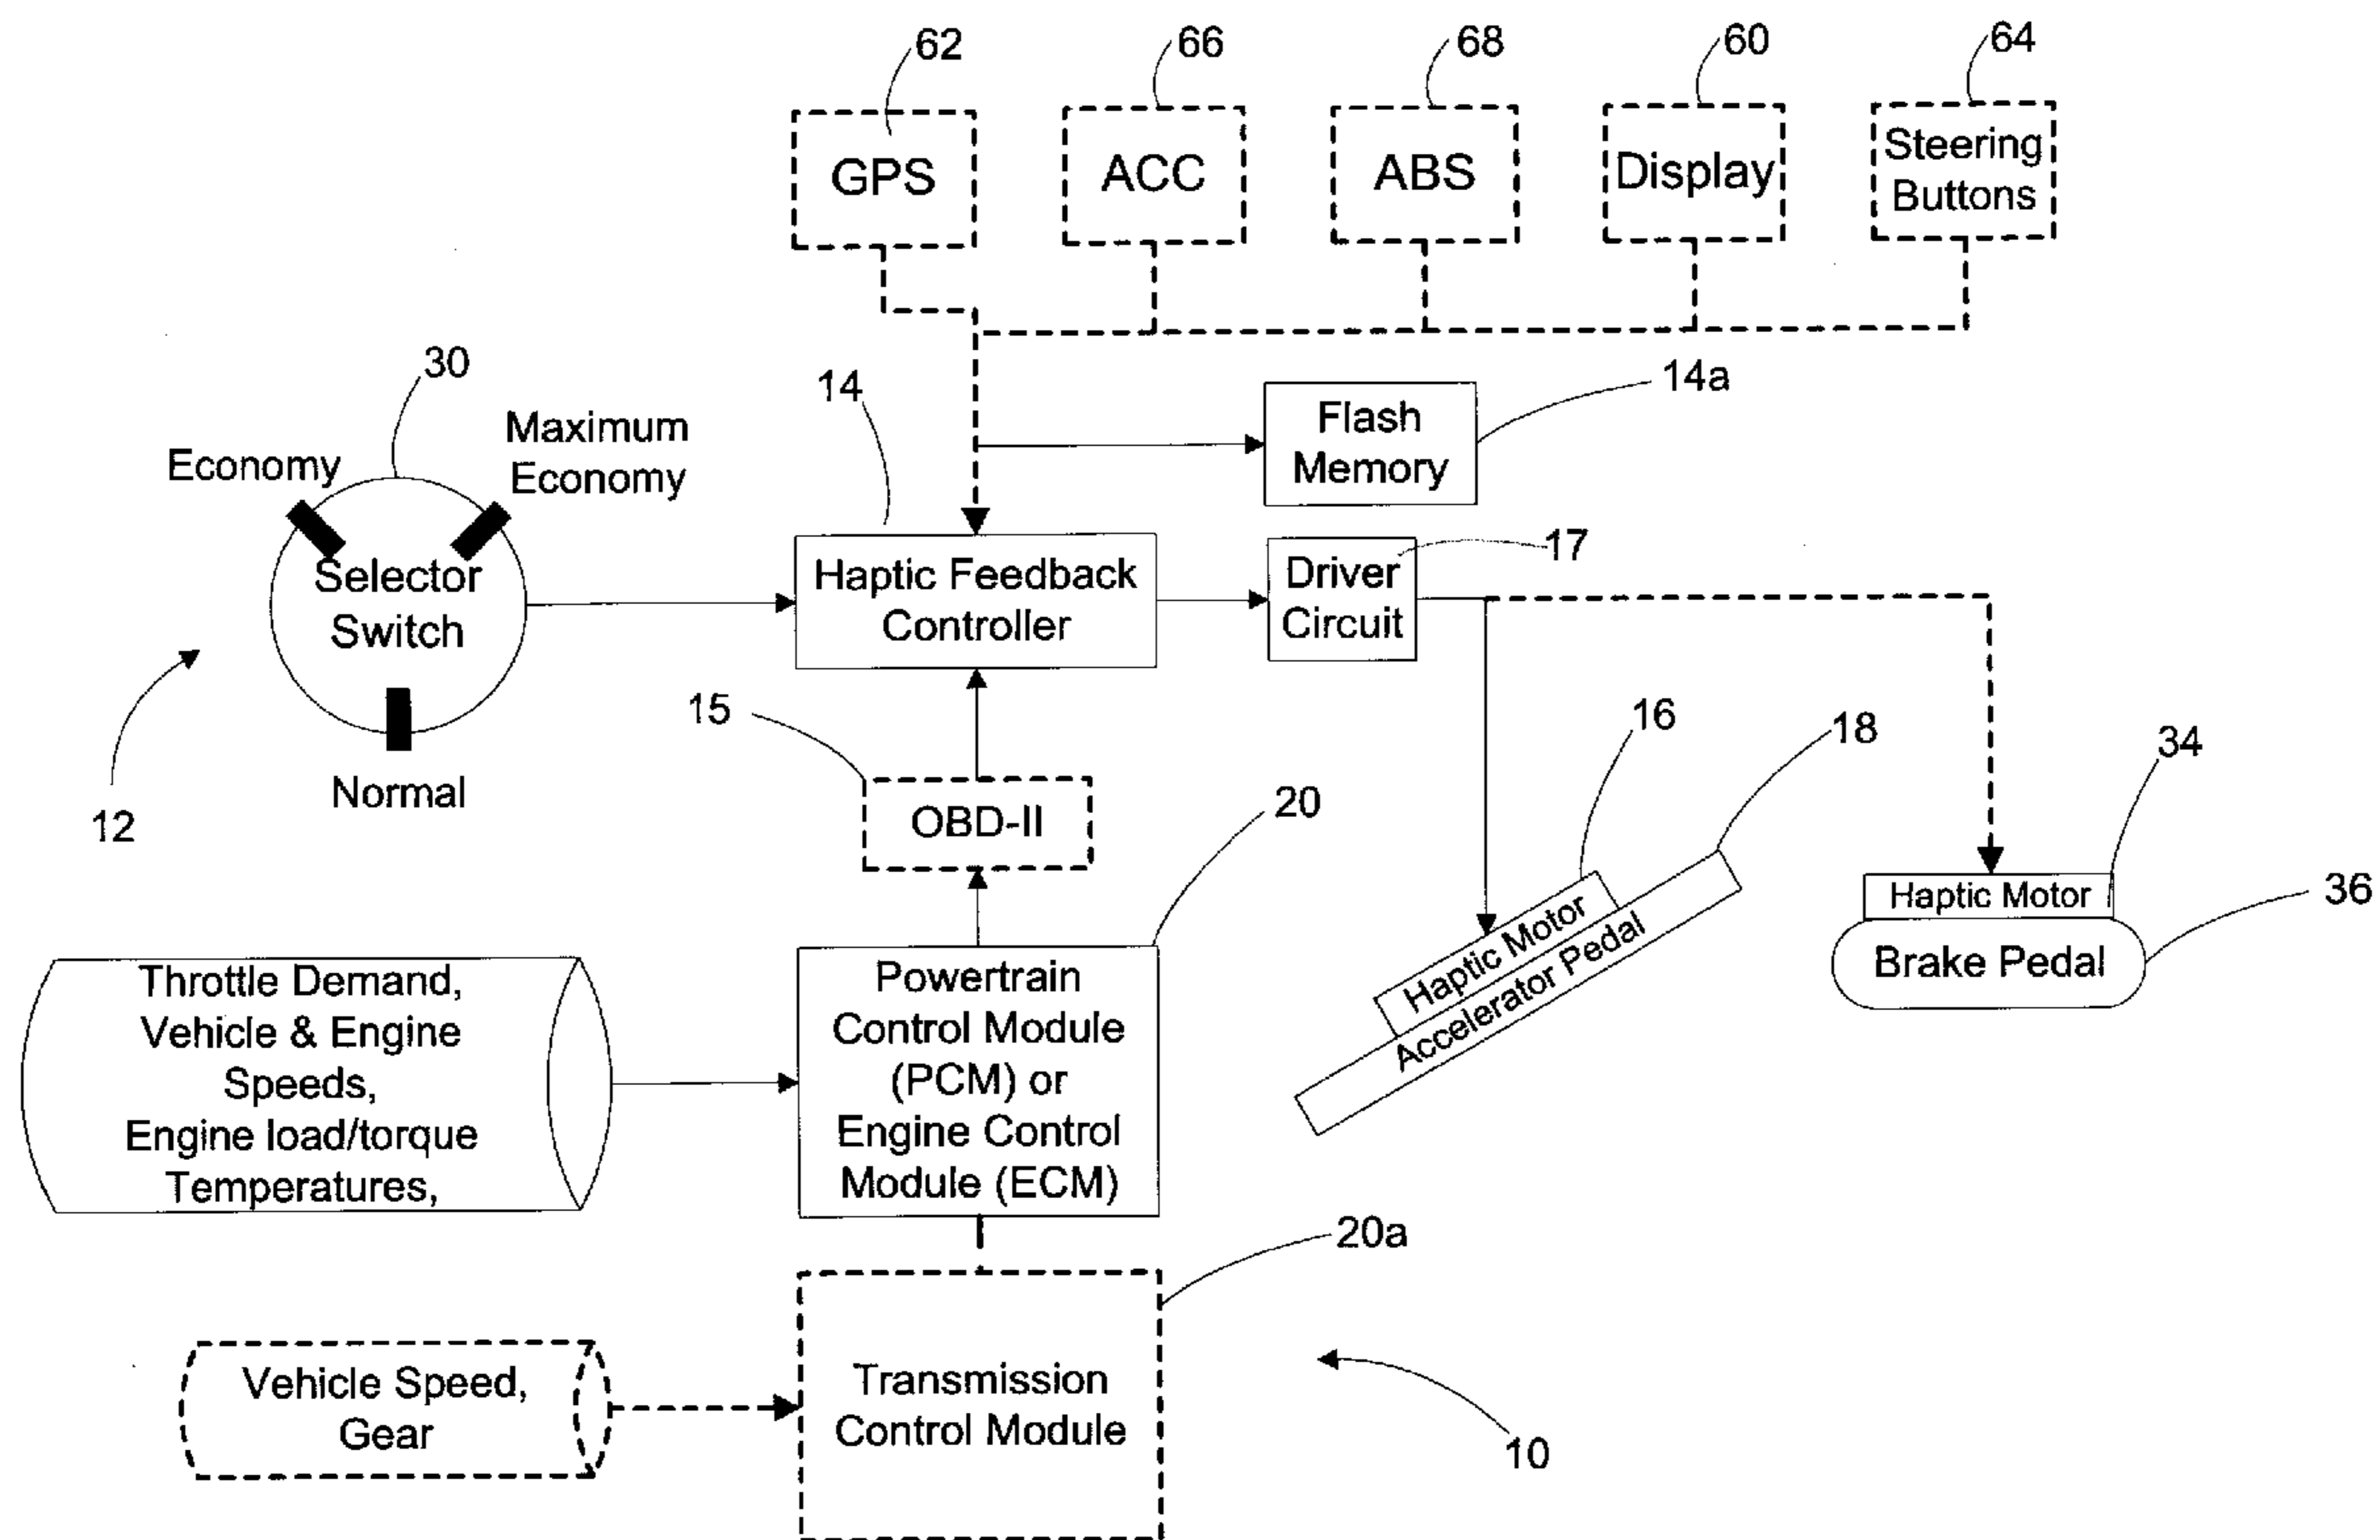 62
66
68
60
64
GPS
ACC
ABS
Display
Steering
Buttons
30
14
14a
Economy
Maximum
Economy
Flash
Memory
Selector
Switch
Haptic Feedback
Controller
Driver
Circuit
17
12
Normal
15
OBD-II
20
16
18
34
36
Haptic Motor
Accelerator Pedal
Haptic Motor
Brake Pedal
Throttle Demand,
Vehicle & Engine
Speeds,
Engine load/torque
Temperatures,
Powertrain
Control Module
(PCM) or
Engine Control
Module (ECM)
20a
Vehicle Speed,
Gear
Transmission
Control Module
10